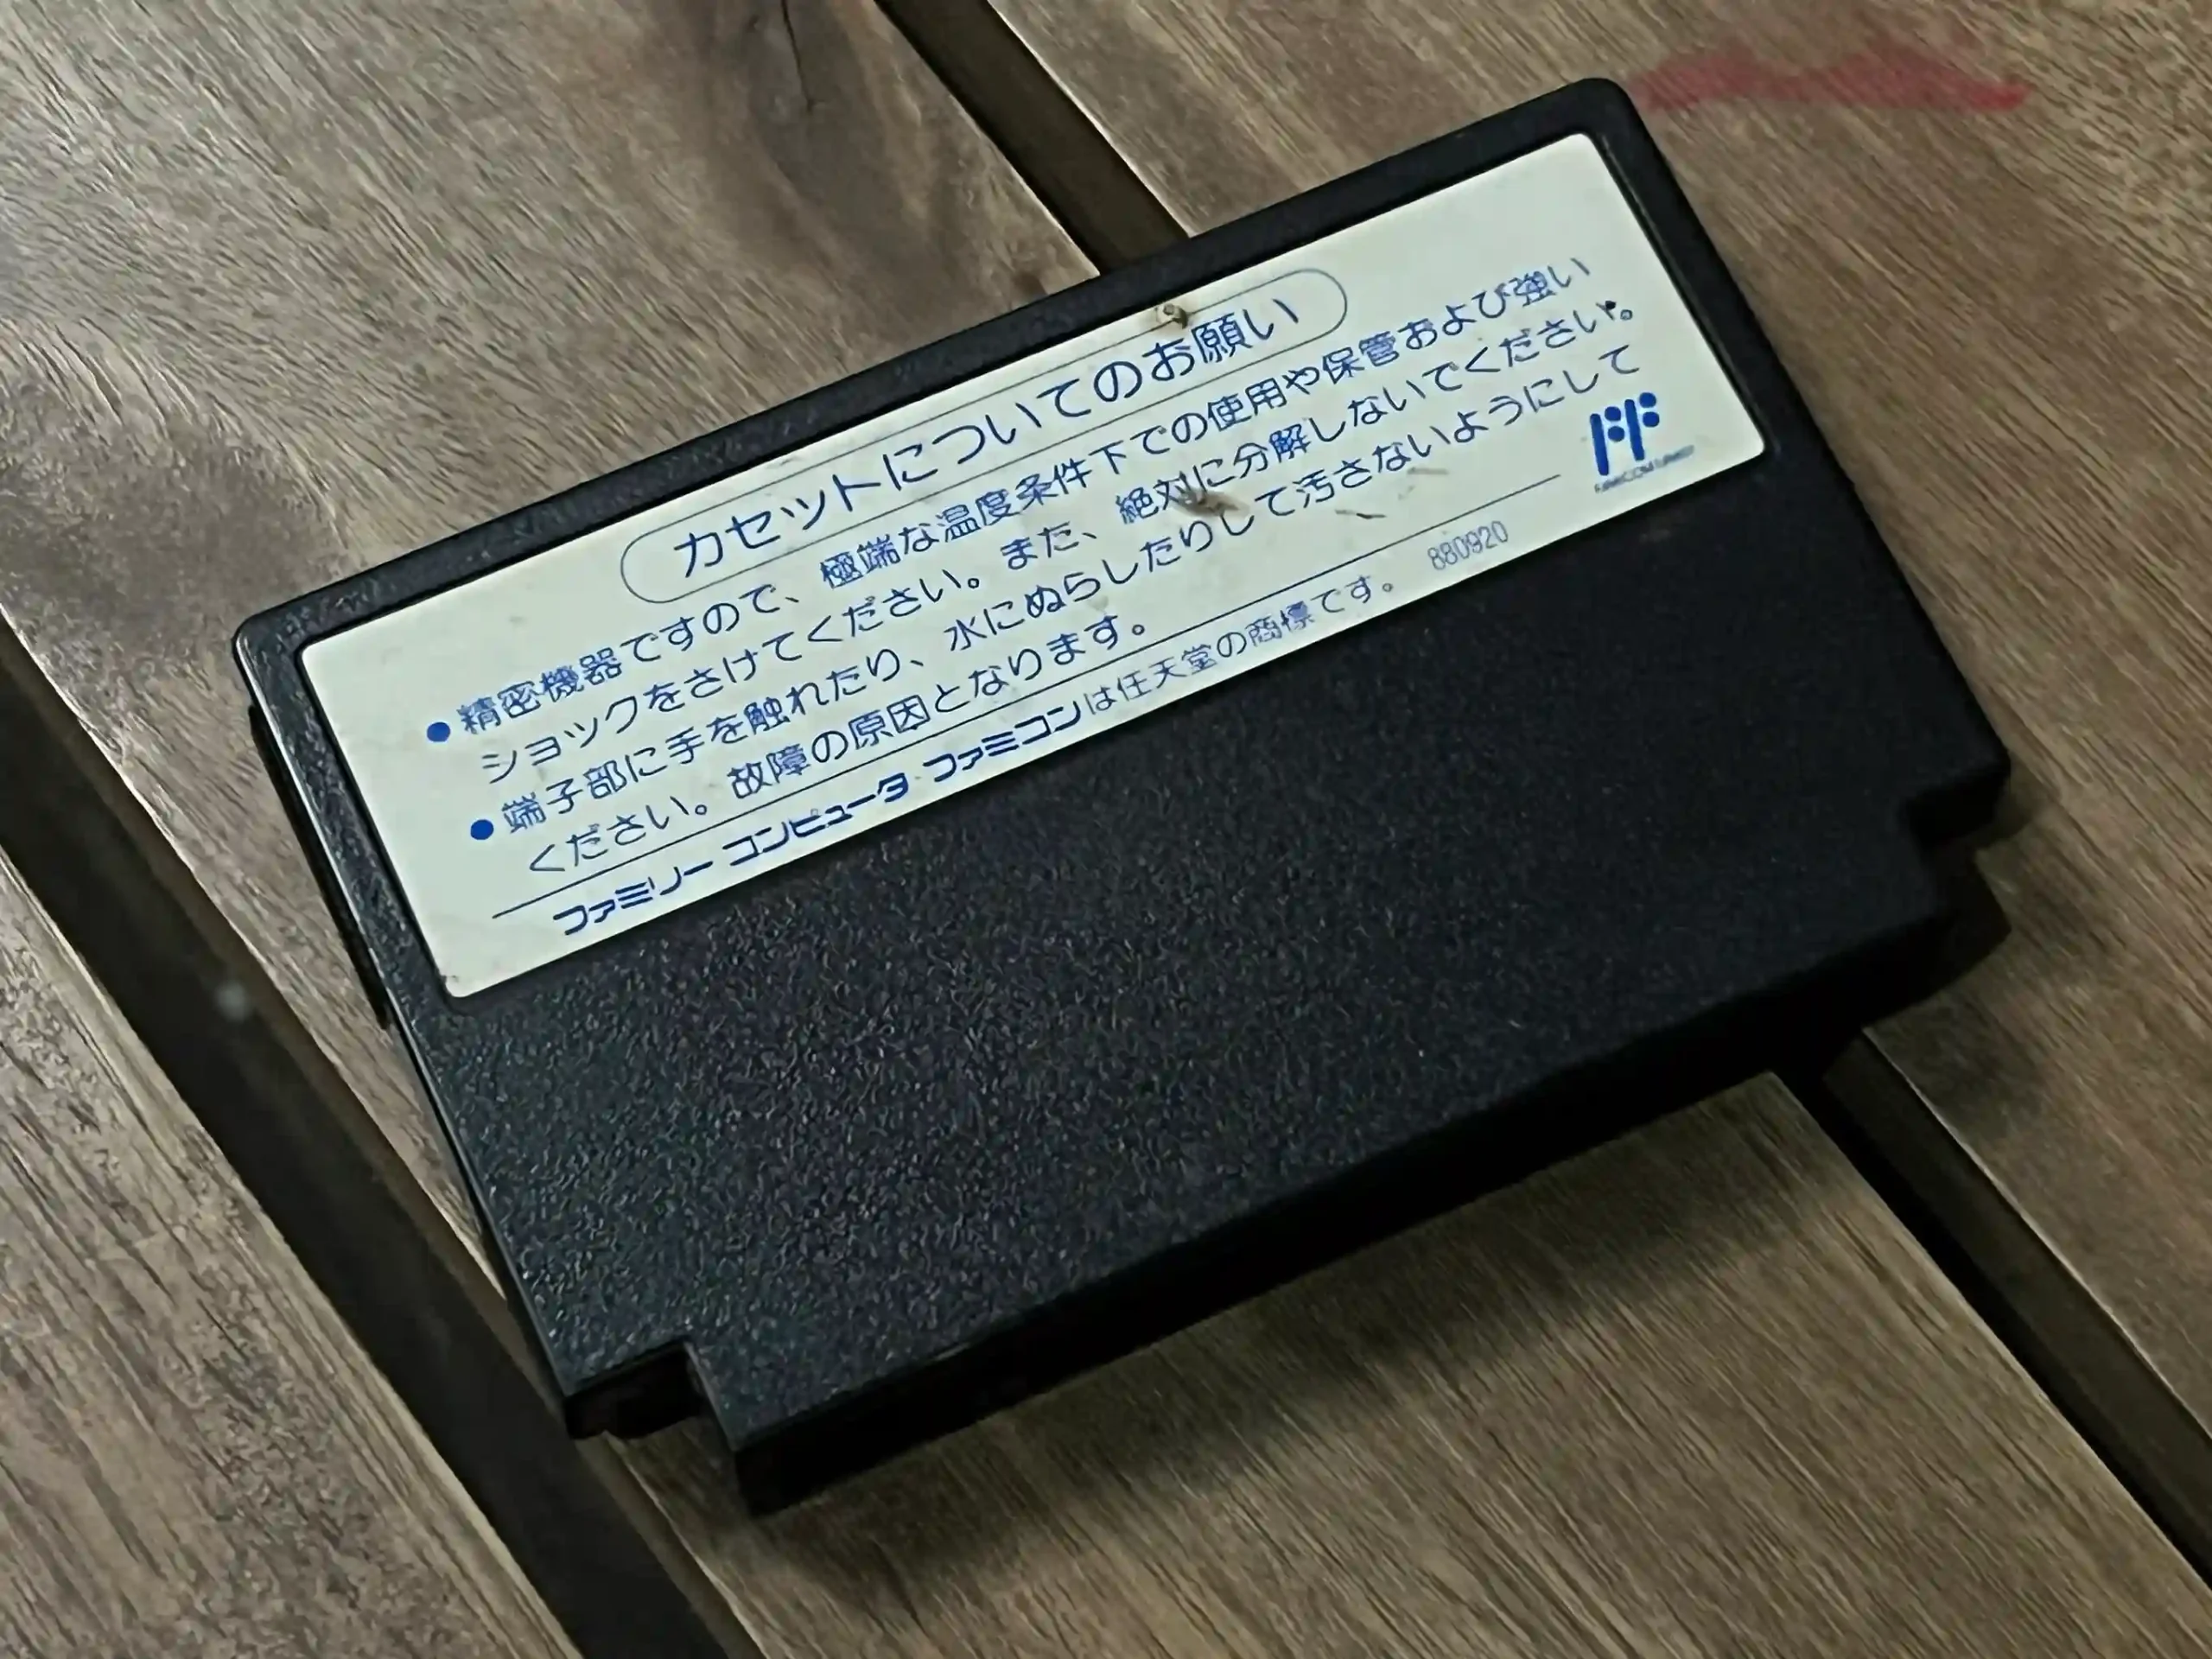 カセットについてのお願い
●精密機器ですので、極端な温度条件下での使用や保管および強い
ショックをさけてください。また、絶対に分解しないでください。
●端子部に手を触れたり、水にぬらしたりして汚さないようにして
ください。故障の原因となります。
FF
ファミリーコンピュータ ファミコンは任天堂の商標です。 880920